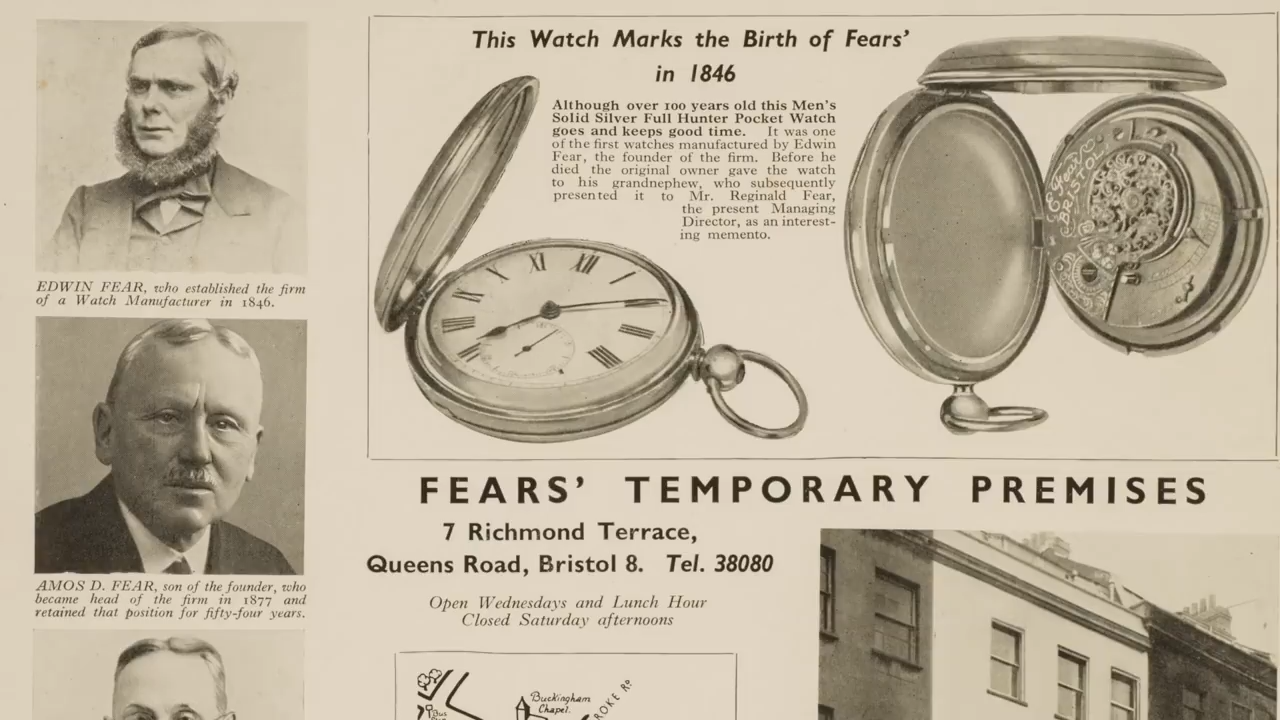 EDWIN FEAR, who established the firm
of a Watch Manufacturer in 1846.
AMOS D. FEAR, son of the founder, who
became head of the firm in 1877 and
retained that position for fifty-four years.
This Watch Marks the Birth of Fears'
in 1846
Although over 100 years old this Men's
Solid Silver Full Hunter Pocket Watch
goes and keeps good time. It was one
of the first watches manufactured by Edwin
Fear, the founder of the firm. Before he
died the original owner gave the watch
to his grandnephew, who subsequently
presented it to Mr. Reginald Fear,
the present Managing
Director, as an interest-
ing memento.
E Fear
BRISTOL
FEARS' TEMPORARY PREMISES
7 Richmond Terrace,
Queens Road, Bristol 8. Tel. 38080
Open Wednesdays and Lunch Hour
Closed Saturday afternoons
Buckingham
Chapel.
Bus
ROKE RD